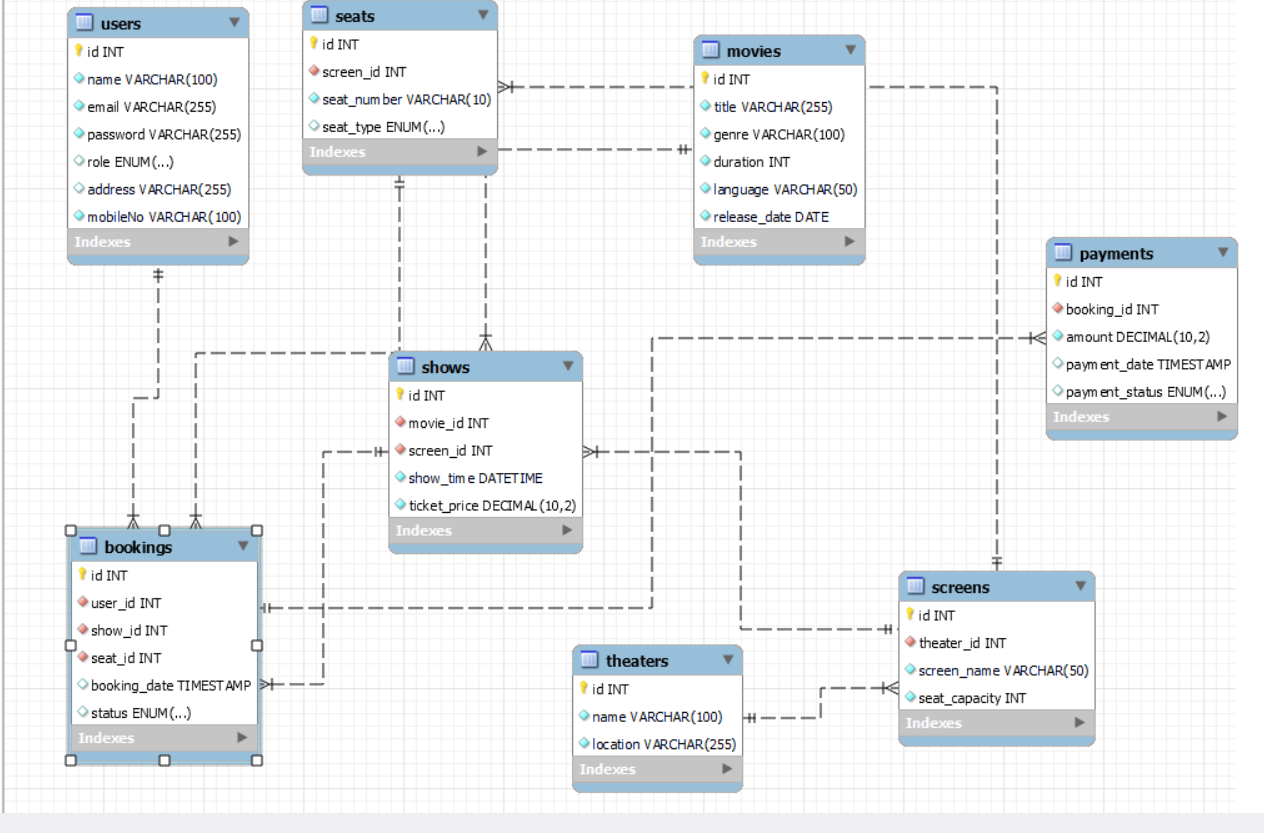 users
id INT
name VARCHAR(100)
email VARCHAR(255)
password VARCHAR(255)
role ENUM(...)
address VARCHAR(255)
mobileNo VARCHAR(100)
Indexes
seats
id INT
screen_id INT
seat_number VARCHAR(10)
seat_type ENUM(...)
Indexes
movies
id INT
title VARCHAR(255)
genre VARCHAR(100)
duration INT
language VARCHAR(50)
release_date DATE
Indexes
payments
id INT
booking_id INT
amount DECIMAL(10,2)
payment_date TIMESTAMP
payment_status ENUM(...)
Indexes
shows
id INT
movie_id INT
screen_id INT
show_time DATETIME
ticket_price DECIMAL(10,2)
Indexes
bookings
id INT
user_id INT
show_id INT
seat_id INT
booking_date TIMESTAMP
status ENUM(...)
Indexes
theaters
id INT
name VARCHAR(100)
location VARCHAR(255)
Indexes
screens
id INT
theater_id INT
screen_name VARCHAR(50)
seat_capacity INT
Indexes